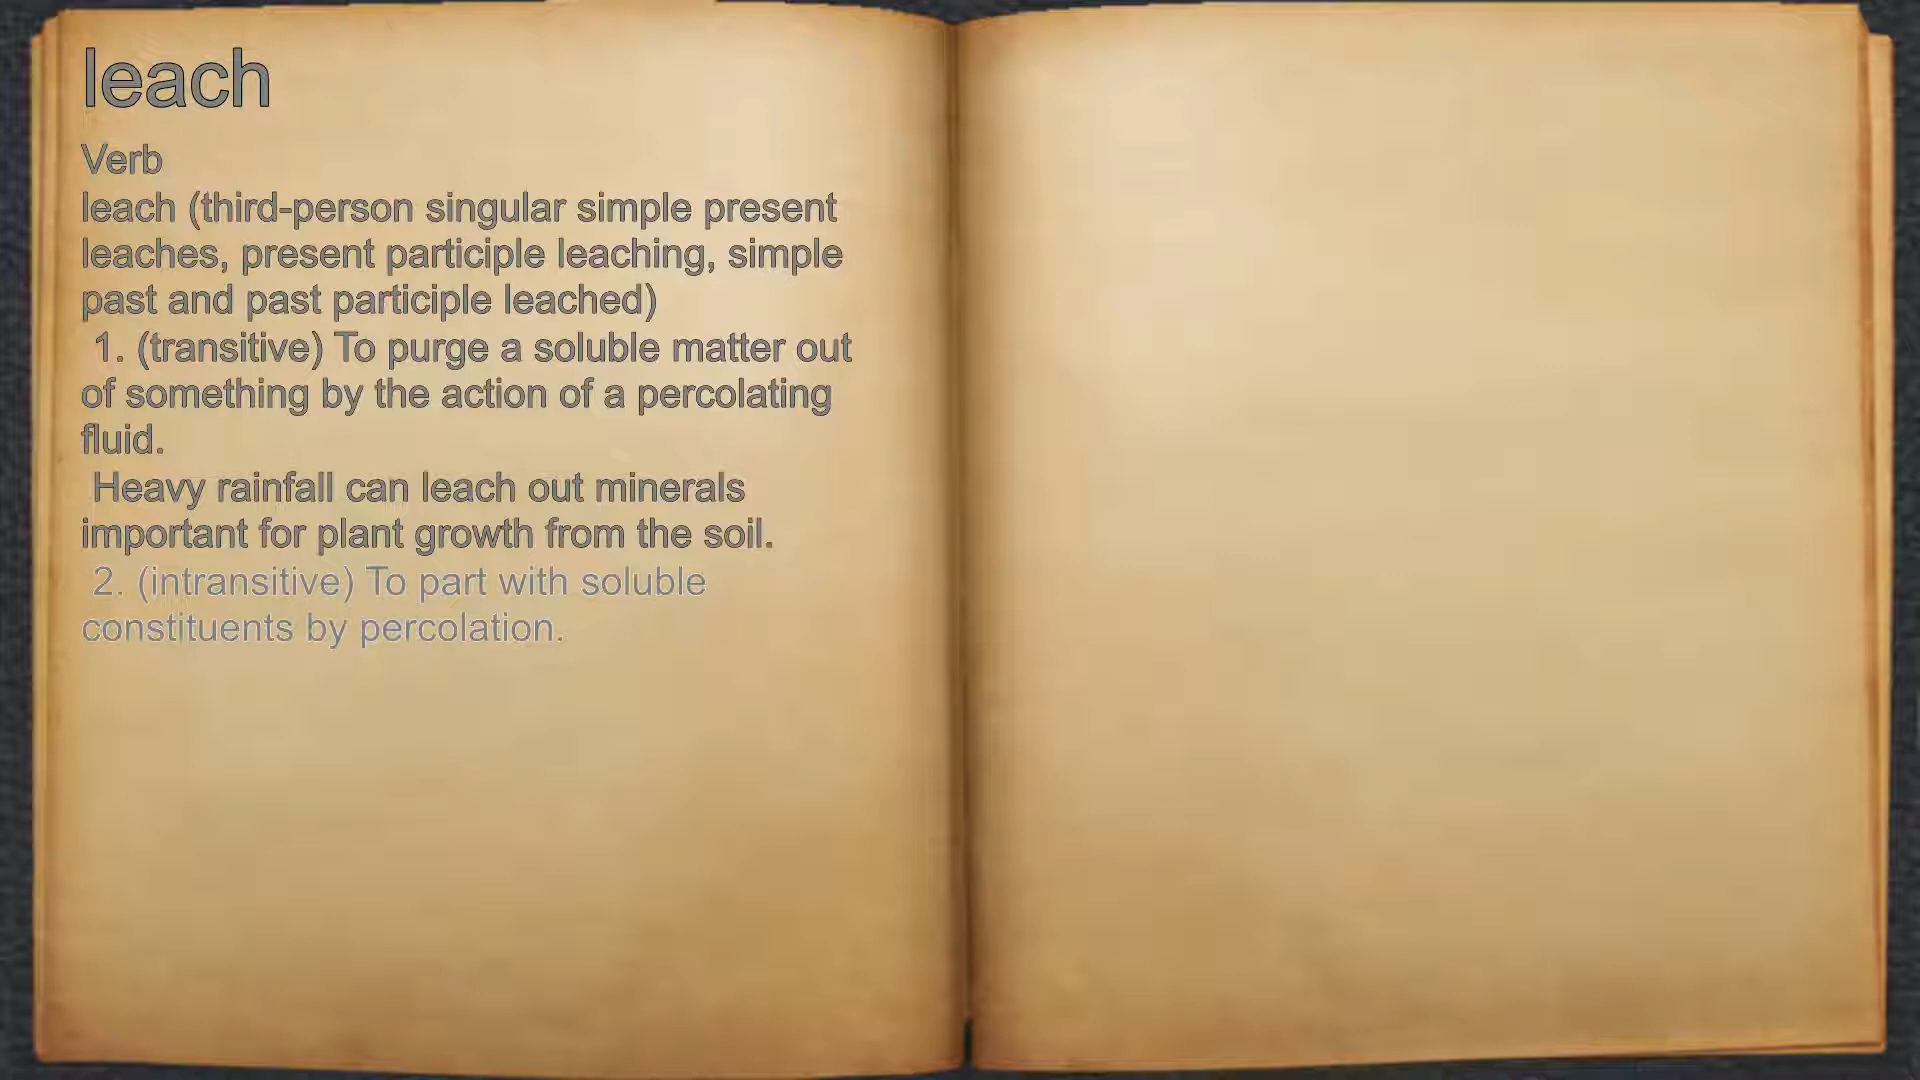 leach
Verb
leach (third-person singular simple present
leaches, present participle leaching, simple
past and past participle leached)
1. (transitive) To purge a soluble matter out
of something by the action of a percolating
fluid.
Heavy rainfall can leach out minerals
important for plant growth from the soil.
2. (intransitive) To part with soluble
constituents by percolation.